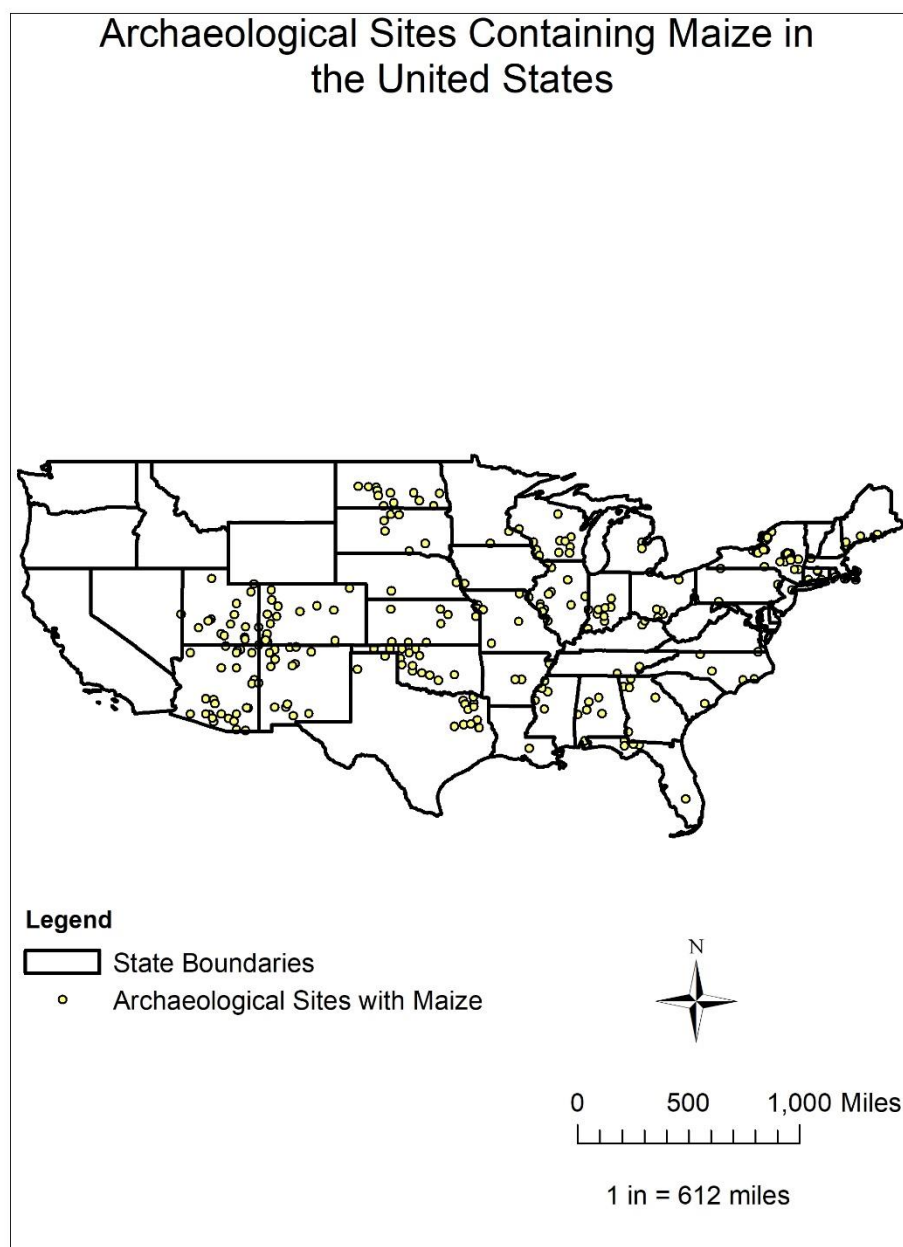 Archaeological Sites Containing Maize in
the United States
Legend
State Boundaries
Archaeological Sites with Maize
N
0 500 1,000 Miles
1 in = 612 miles